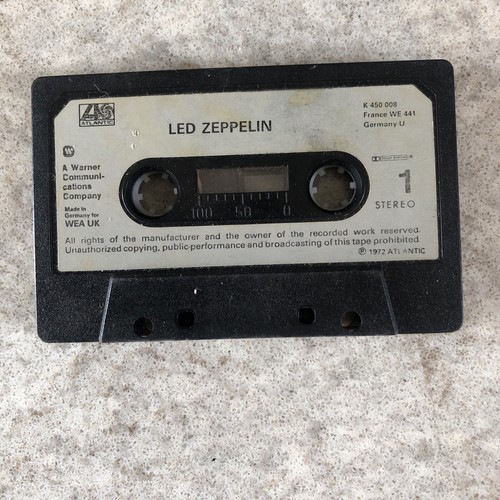 ATLANTIC
LED ZEPPELIN
K 450 008
France WE 441
Germany U
W
A Warner
Communi-
cations
Company
Made in
Germany for
WEA UK
1
STEREO
100 50 0
All rights of the manufacturer and the owner of the recorded work reserved.
Unauthorized copying, public performance and broadcasting of this tape prohibited.
℗ 1972 ATLANTIC